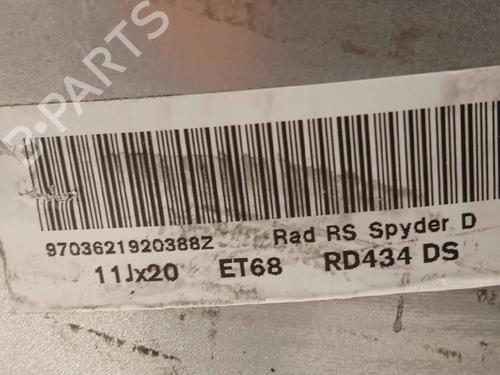 B-PARTS
9703621920388Z Rad RS Spyder D
11Jx20 ET68 RD434 DS